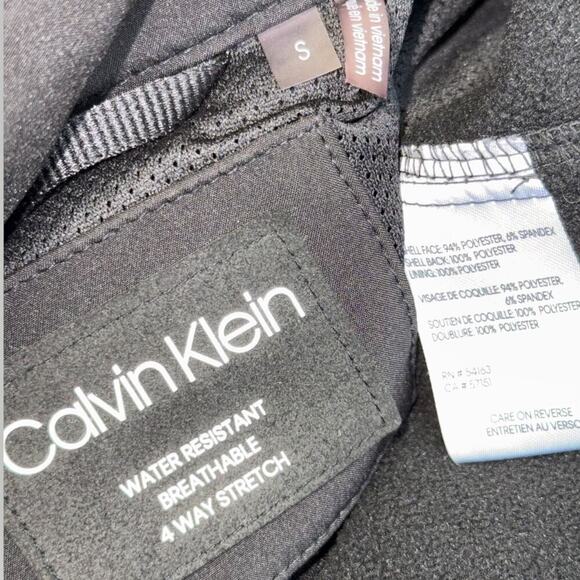 S
made in vietnam
en vietnam
Calvin Klein
WATER RESISTANT
BREATHABLE
4 WAY STRETCH
SHELL FACE: 94% POLYESTER, 6% SPANDEX
SHELL BACK: 100% POLYESTER
LINING: 100% POLYESTER
VISAGE DE COQUILLE: 94% POLYESTER,
6% SPANDEX
SOUTIEN DE COQUILLE: 100% POLYESTER
DOUBLURE: 100% POLYESTER
RN # 54163
CA # 57151
CARE ON REVERSE
ENTRETIEN AU VERSO